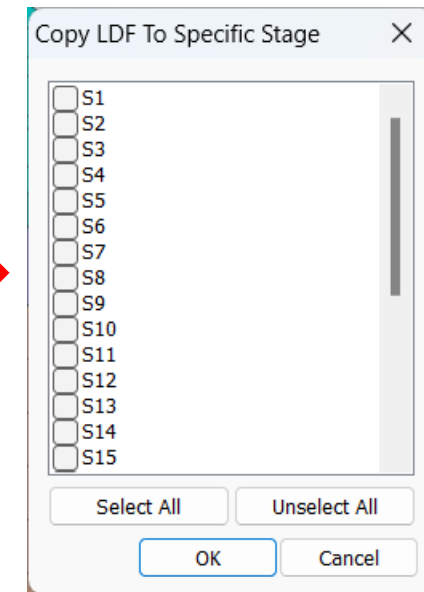 Copy LDF To Specific Stage
S1
S2
S3
S4
S5
S6
S7
S8
S9
S10
S11
S12
S13
S14
S15
Select All Unselect All
OK Cancel